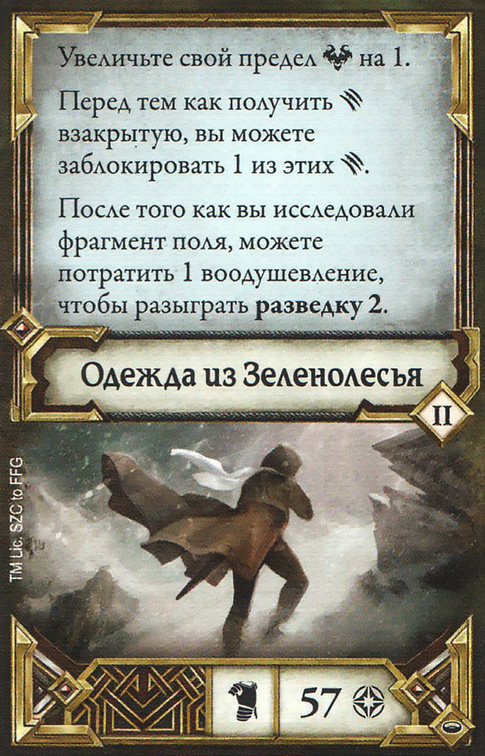 Увеличьте свой предел на 1.
Перед тем как получить
взакрытую, вы можете
заблокировать 1 из этих .
После того как вы исследовали
фрагмент поля, можете
потратить 1 воодушевление,
чтобы разыграть разведку 2.
Одежда из Зеленолесья
II
TM Lic. SZC to FFG
57